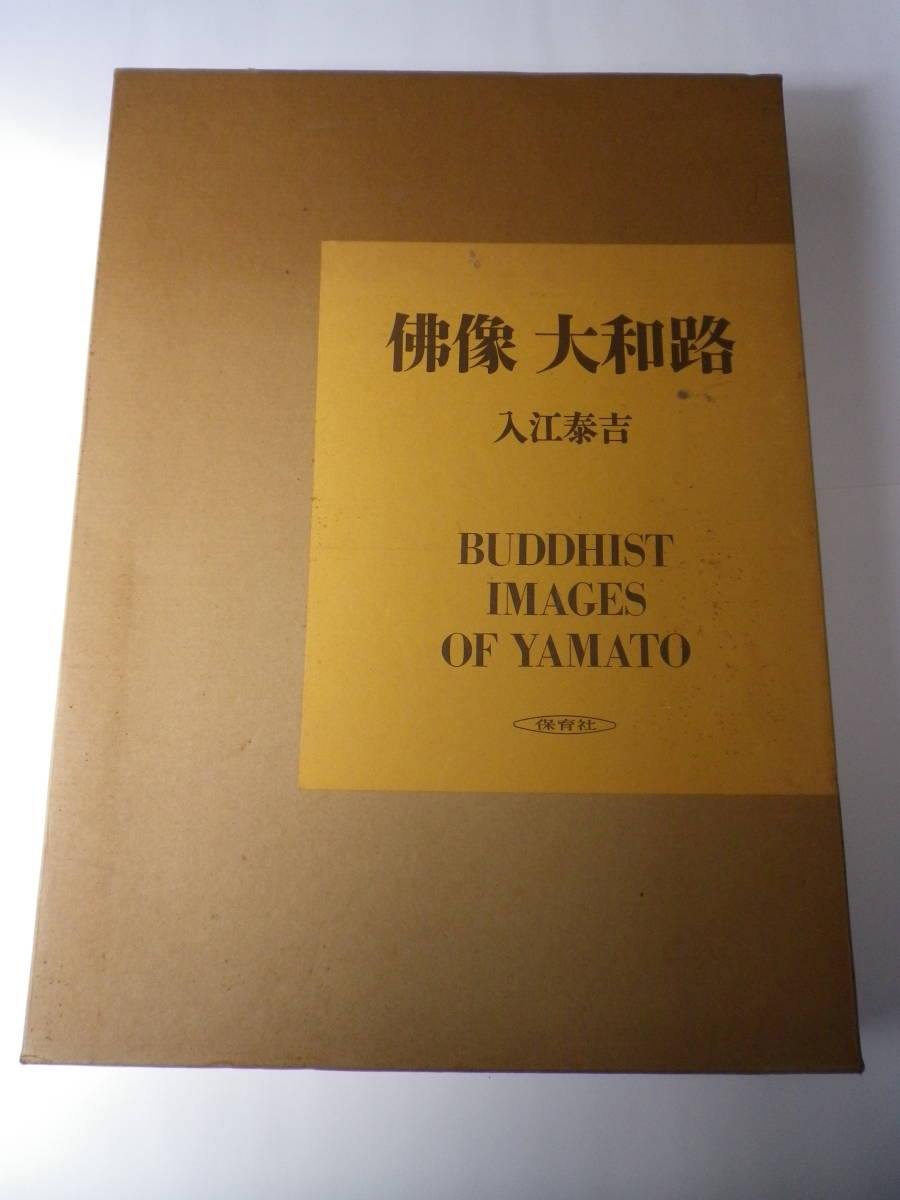 佛像 大和路
入江泰吉
BUDDHIST
IMAGES
OF YAMATO
保育社